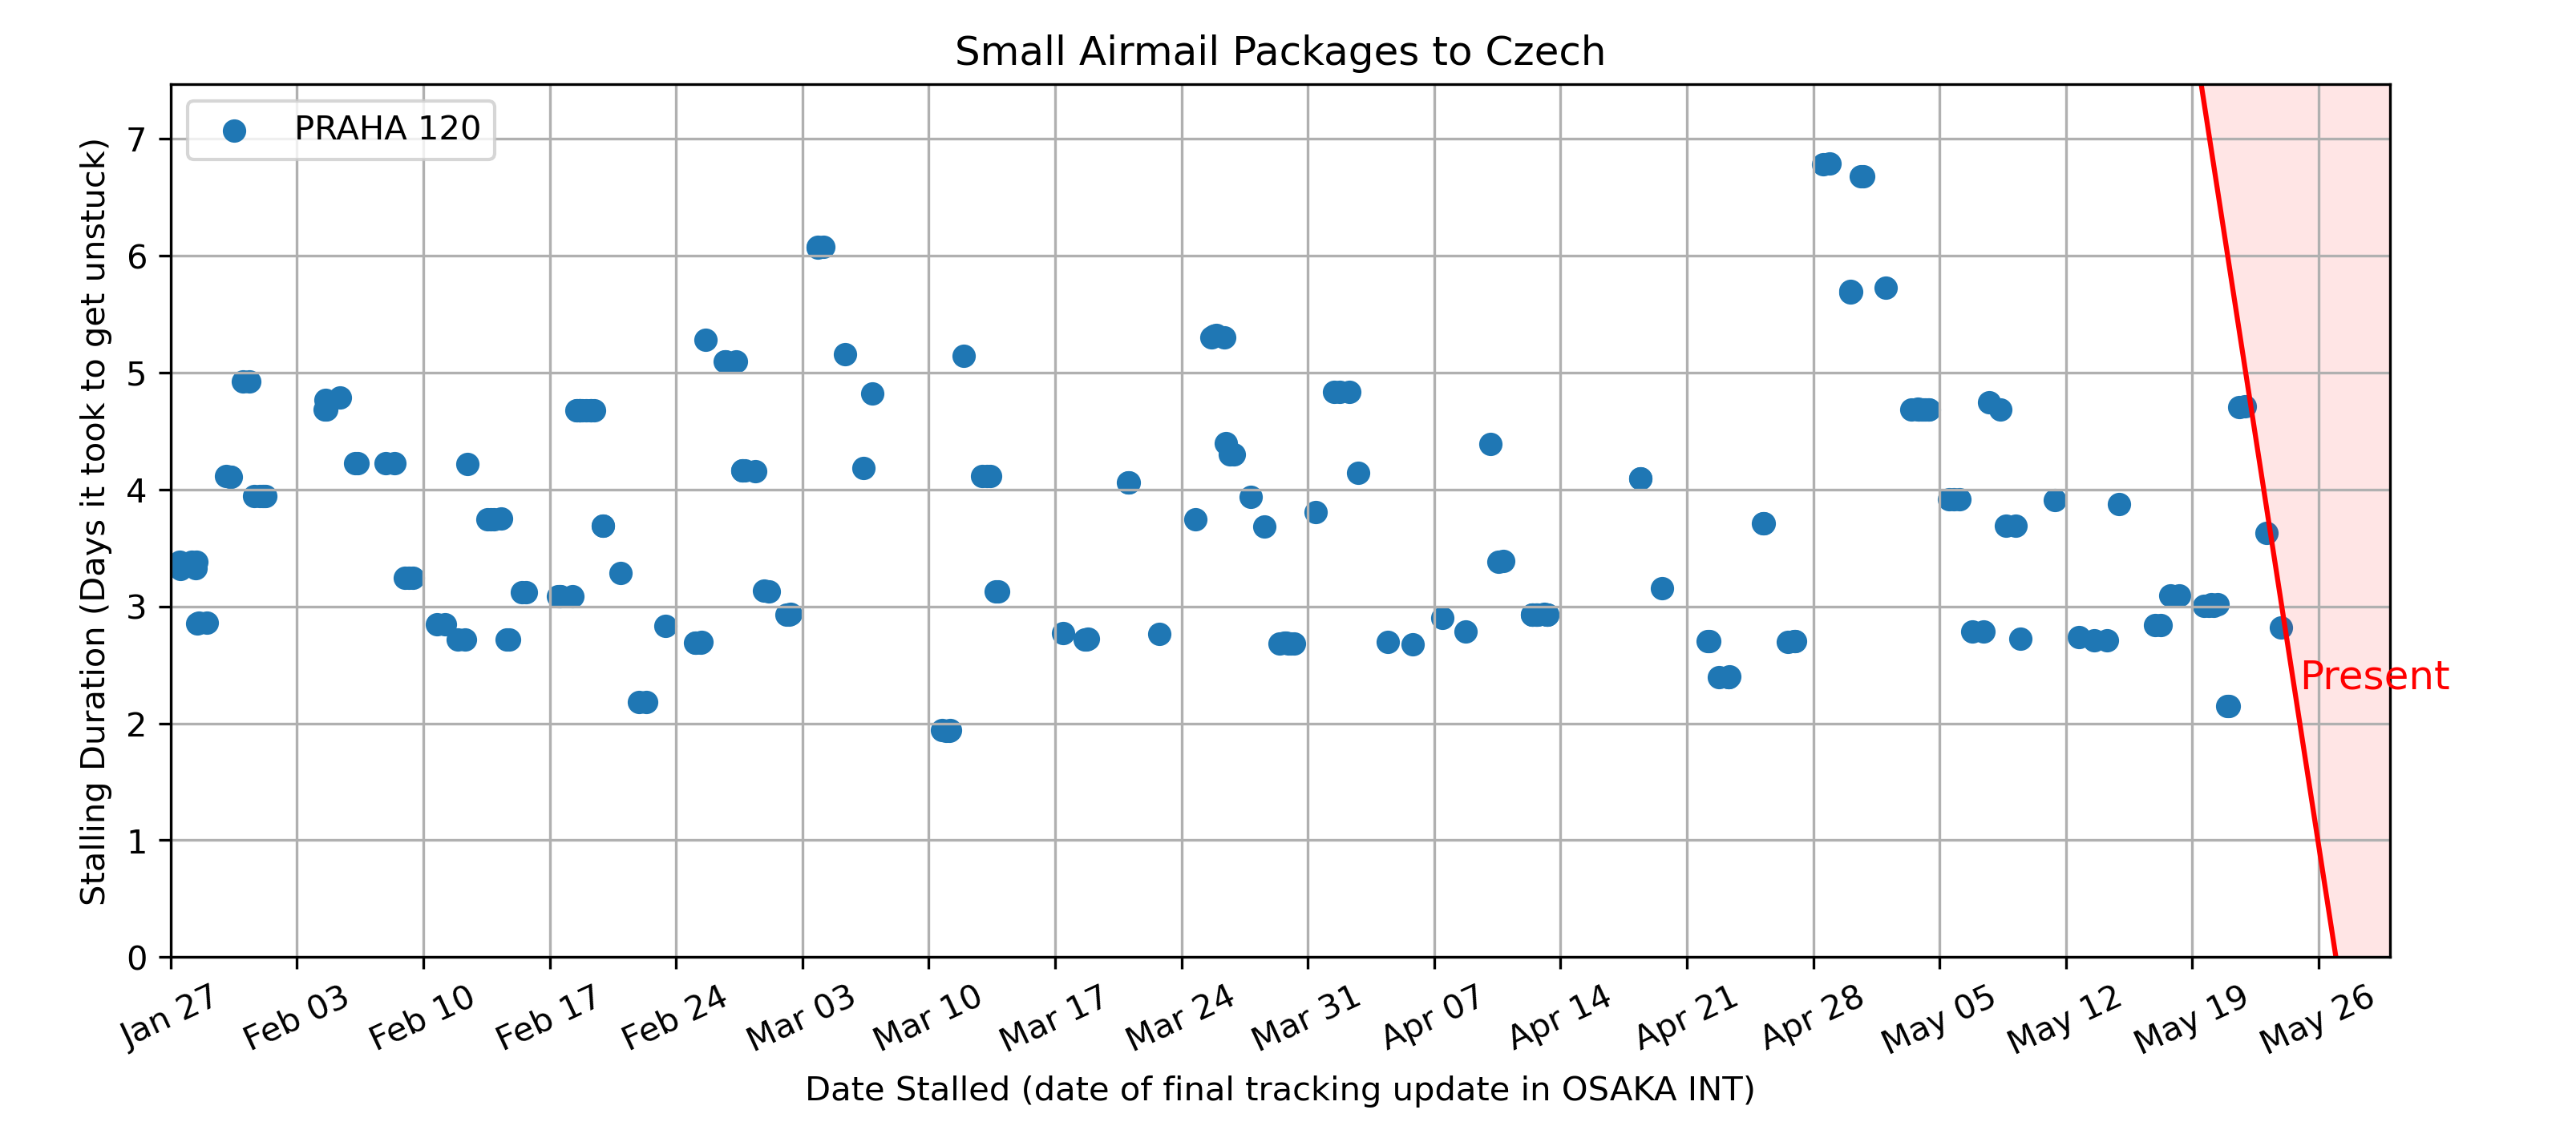 Small Airmail Packages to Czech
PRAHA 120
Stalling Duration (Days it took to get unstuck)
7
6
5
4
3
2
1
0
Present
Jan 27
Feb 03
Feb 10
Feb 17
Feb 24
Mar 03
Mar 10
Mar 17
Mar 24
Mar 31
Apr 07
Apr 14
Apr 21
Apr 28
May 05
May 12
May 19
May 26
Date Stalled (date of final tracking update in OSAKA INT)